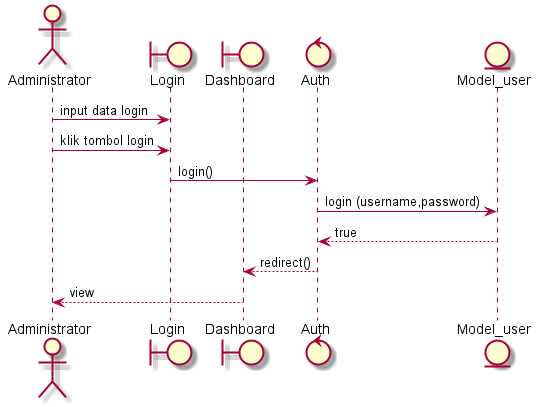 Administrator
Login
Dashboard
Auth
Model_user
input data login
klik tombol login
login()
login (username,password)
true
redirect()
view
Administrator
Login
Dashboard
Auth
Model_user